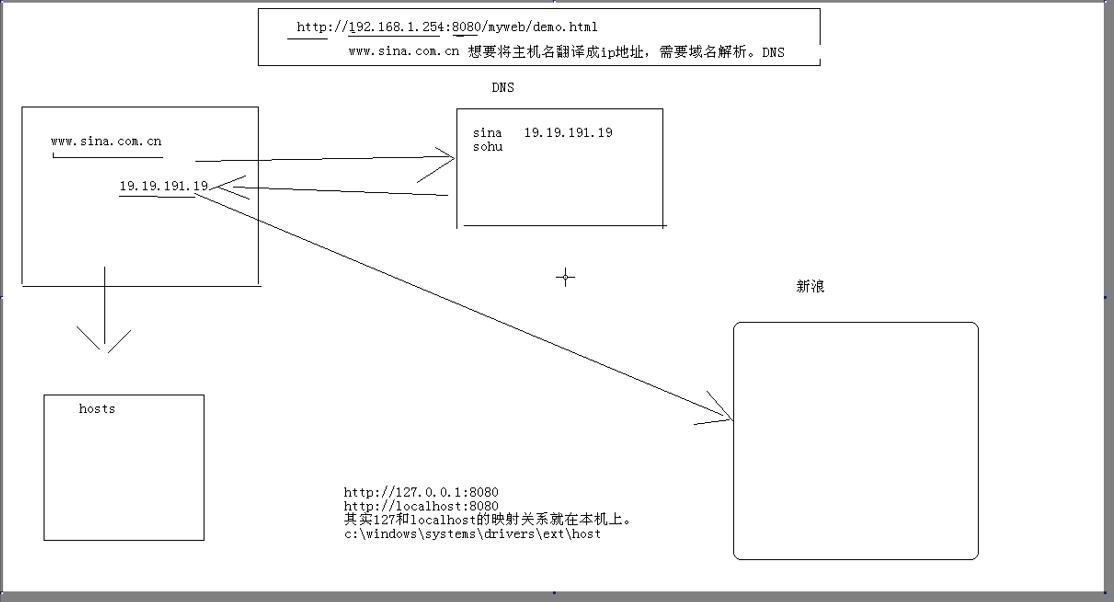 http://192.168.1.254:8080/myweb/demo.html
www.sina.com.cn 想要将主机名翻译成ip地址，需要域名解析。DNS
DNS
www.sina.com.cn
19.19.191.19
sina 19.19.191.19
sohu
新浪
hosts
http://127.0.0.1:8080
http://localhost:8080
其实127和localhost的映射关系就在本机上。
c:\windows\systems\drivers\ext\host